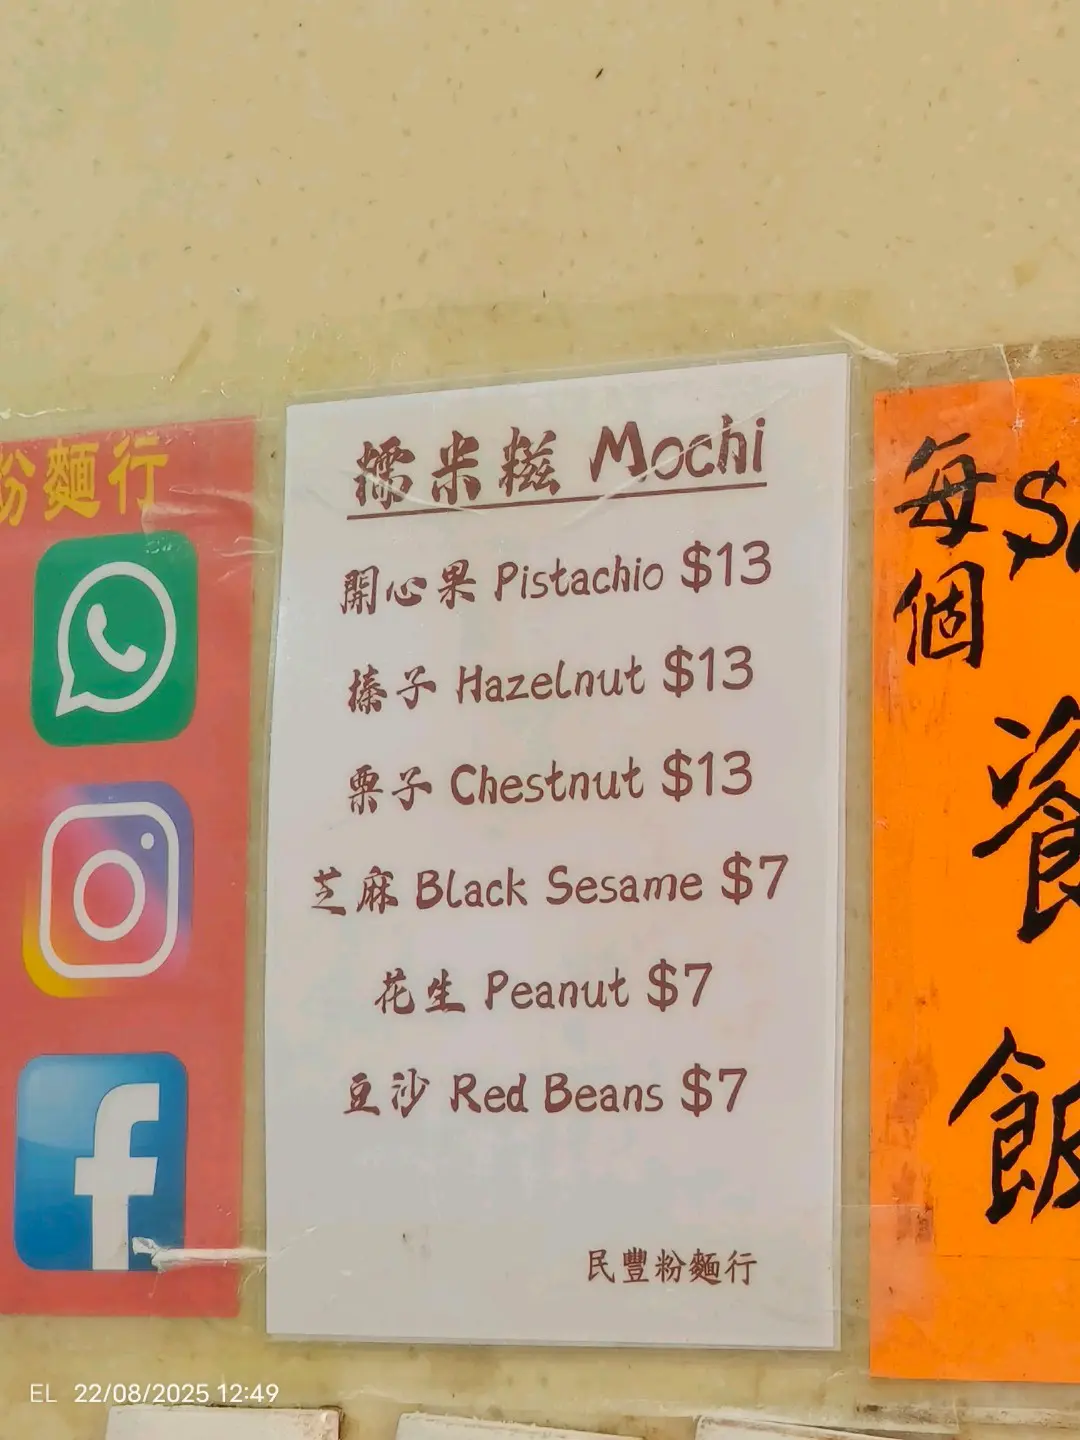 粉麵行
糯米糍 Mochi
開心果 Pistachio $13
榛子 Hazelnut $13
栗子 Chestnut $13
芝麻 Black Sesame $7
花生 Peanut $7
豆沙 Red Beans $7
民豐粉麵行
每個
$
粢
飯
EL 22/08/2025 12:49